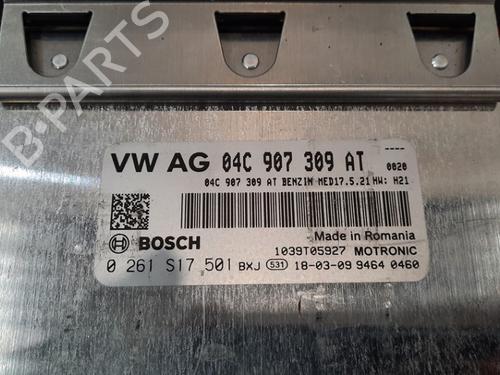 B-PARTS
VW AG 04C 907 309 AT
----
0020
04C 907 309 AT BENZIN MED17.5.21 HW: H21
Made in Romania
BOSCH
1039T05927 MOTRONIC
0 261 S17 501 BXJ 531 18-03-09 9464 0460